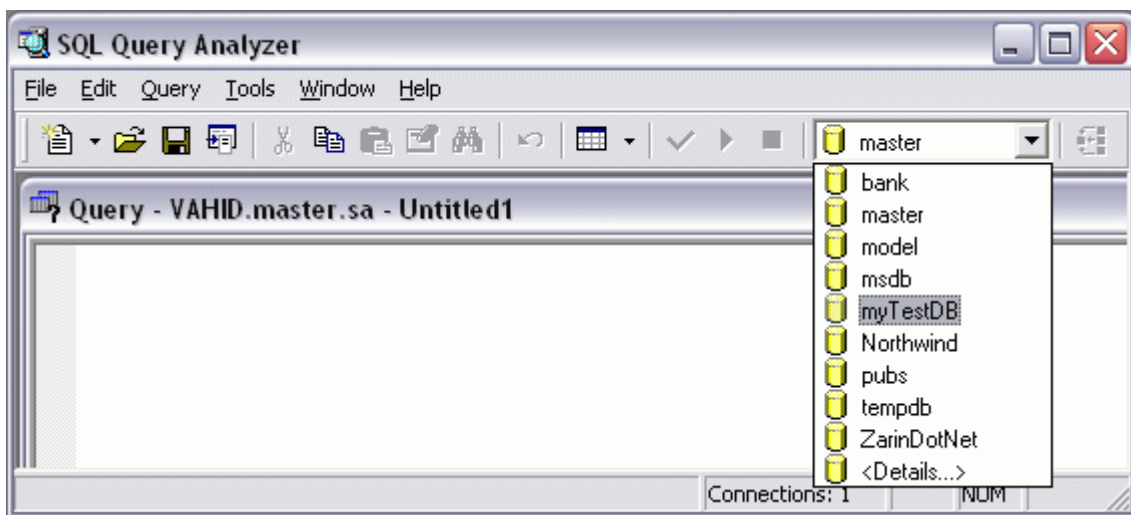 SQL Query Analyzer
File Edit Query Tools Window Help
master
Query - VAHID.master.sa - Untitled1
bank
master
model
msdb
myTestDB
Northwind
pubs
tempdb
ZarinDotNet
<Details...>
Connections: 1 NUM